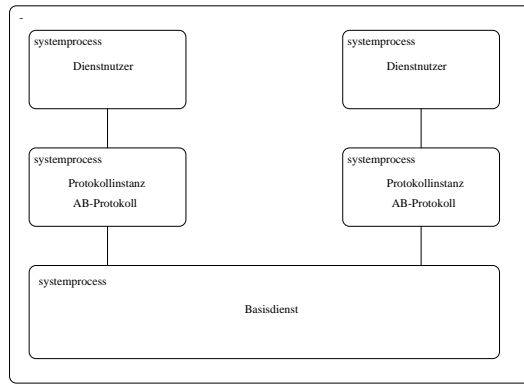 -
systemprocess
Dienstnutzer
systemprocess
Dienstnutzer
systemprocess
Protokollinstanz
AB-Protokoll
systemprocess
Protokollinstanz
AB-Protokoll
systemprocess
Basisdienst